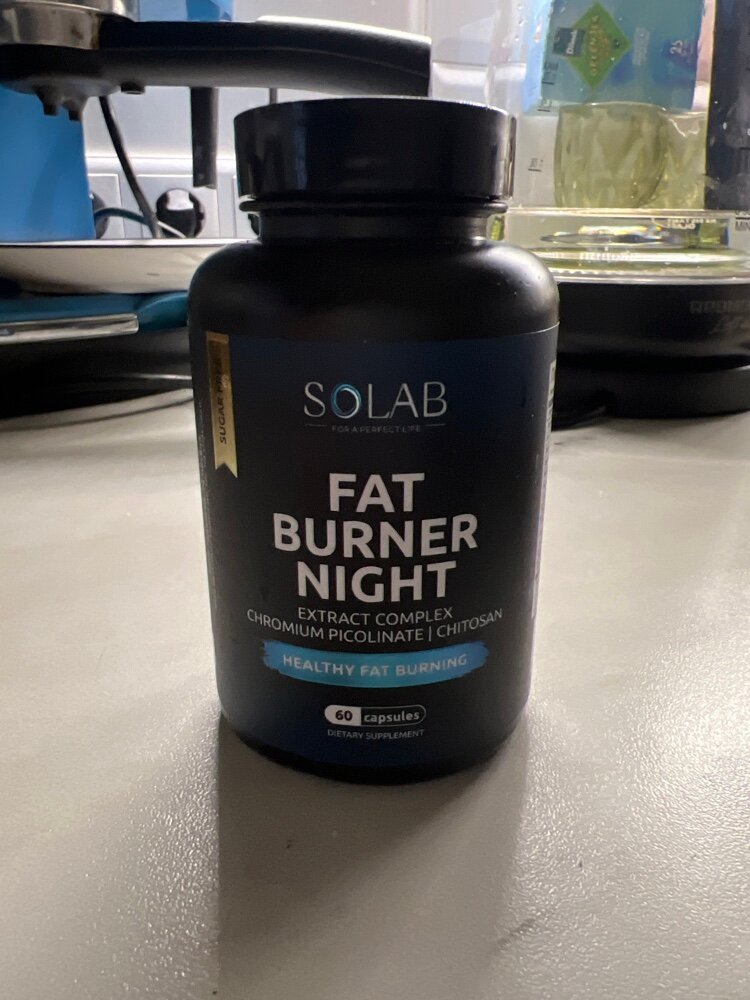 SOLAB
FOR A PERFECT LIFE
SUGAR FREE
FAT
BURNER
NIGHT
EXTRACT COMPLEX
CHROMIUM PICOLINATE | CHITOSAN
HEALTHY FAT BURNING
60 capsules
DIETARY SUPPLEMENT
25